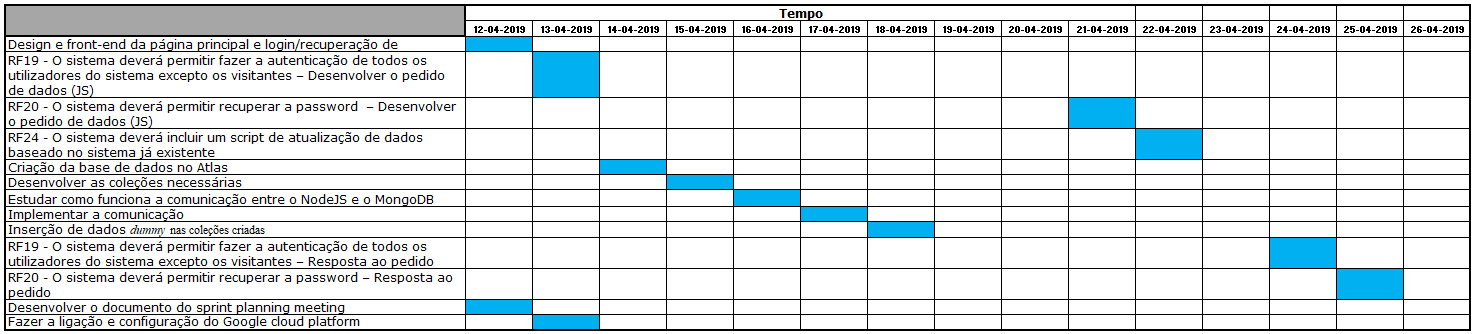 Tempo
12-04-2019 13-04-2019 14-04-2019 15-04-2019 16-04-2019 17-04-2019 18-04-2019 19-04-2019 20-04-2019 21-04-2019 22-04-2019 23-04-2019 24-04-2019 25-04-2019 26-04-2019
Design e front-end da página principal e login/recuperação de
RF19 - O sistema deverá permitir fazer a autenticação de todos os
utilizadores do sistema excepto os visitantes – Desenvolver o pedido
de dados (JS)
RF20 - O sistema deverá permitir recuperar a password – Desenvolver
o pedido de dados (JS)
RF24 - O sistema deverá incluir um script de atualização de dados
baseado no sistema já existente
Criação da base de dados no Atlas
Desenvolver as coleções necessárias
Estudar como funciona a comunicação entre o NodeJS e o MongoDB
Implementar a comunicação
Inserção de dados dummy nas coleções criadas
RF19 - O sistema deverá permitir fazer a autenticação de todos os
utilizadores do sistema excepto os visitantes – Resposta ao pedido
RF20 - O sistema deverá permitir recuperar a password – Resposta ao
pedido
Desenvolver o documento do sprint planning meeting
Fazer a ligação e configuração do Google cloud platform